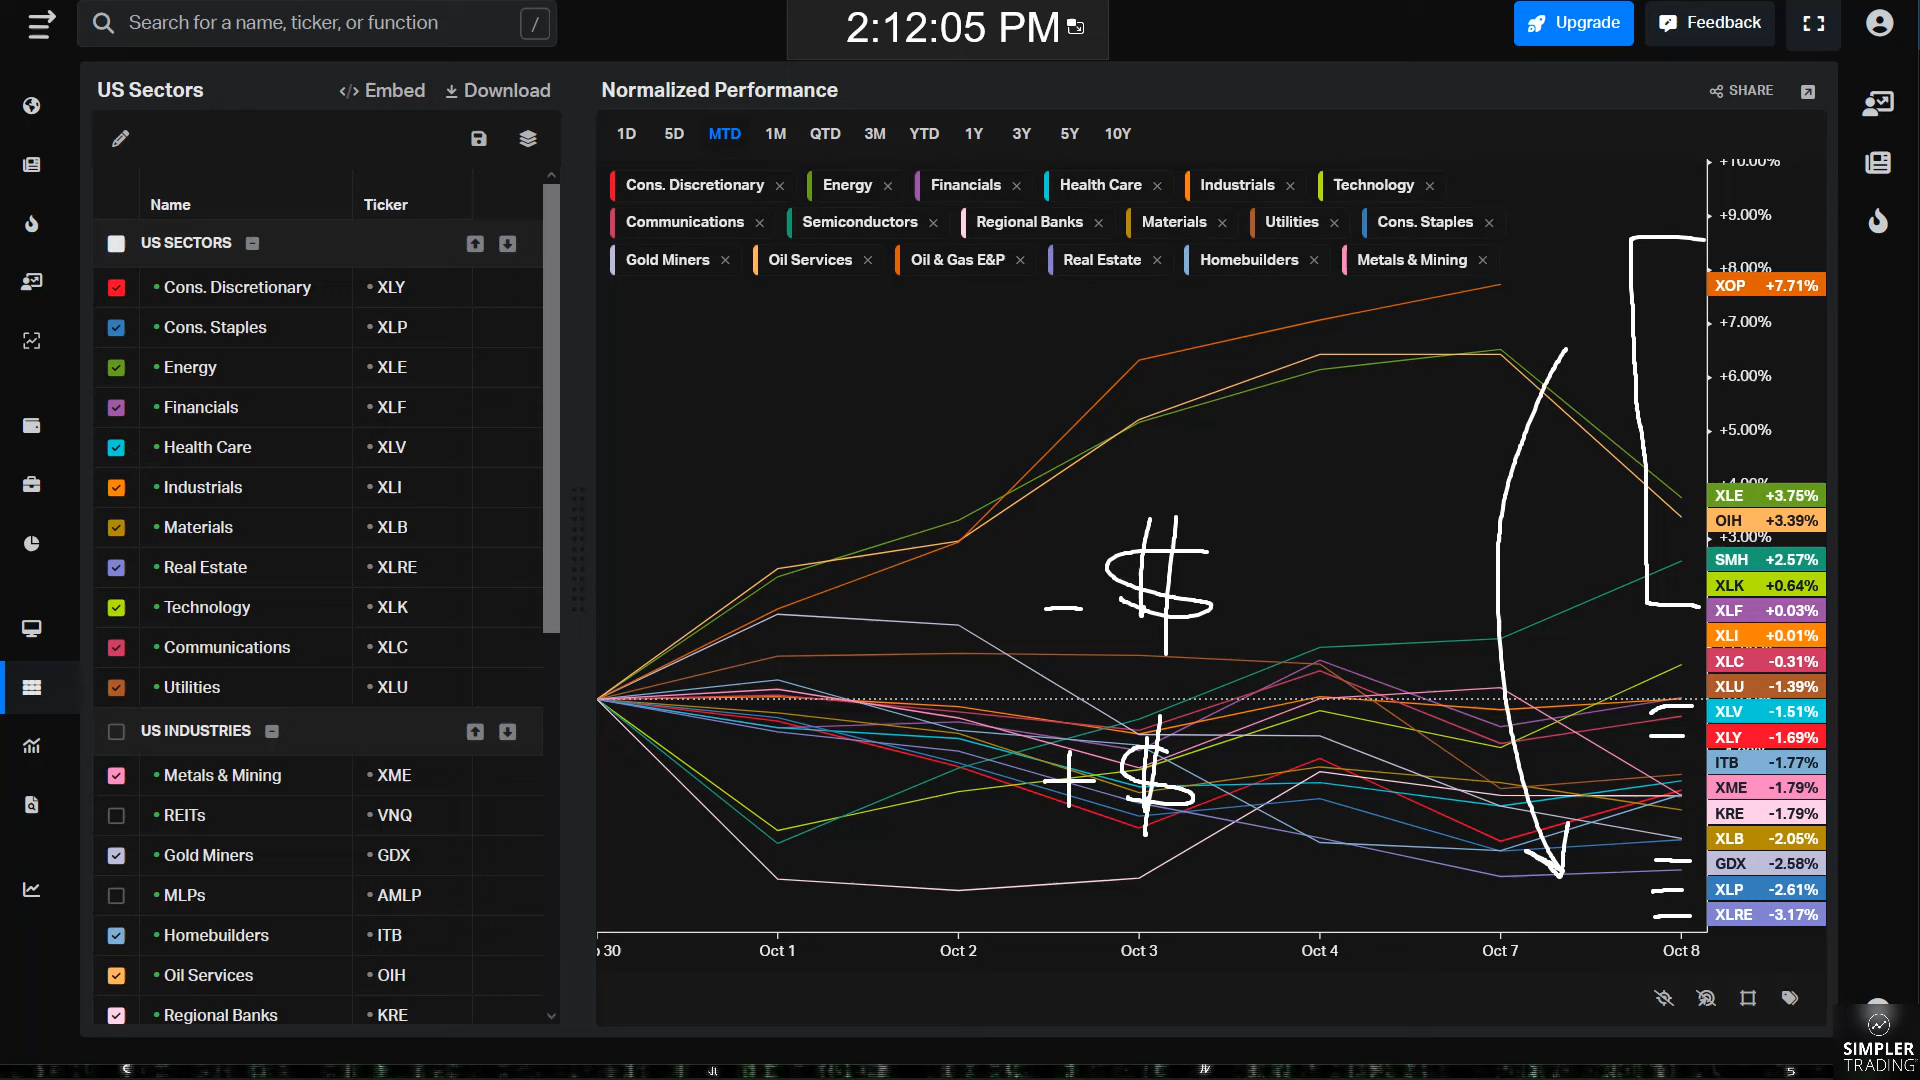 Search for a name, ticker, or function
/
2:12:05 PM
Upgrade
Feedback
US Sectors
</> Embed
Download
Name
Ticker
US SECTORS
Cons. Discretionary
XLY
Cons. Staples
XLP
Energy
XLE
Financials
XLF
Health Care
XLV
Industrials
XLI
Materials
XLB
Real Estate
XLRE
Technology
XLK
Communications
XLC
Utilities
XLU
US INDUSTRIES
Metals & Mining
XME
REITs
VNQ
Gold Miners
GDX
MLPs
AMLP
Homebuilders
ITB
Oil Services
OIH
Regional Banks
KRE
Normalized Performance
SHARE
1D 5D MTD 1M QTD 3M YTD 1Y 3Y 5Y 10Y
Cons. Discretionary × Energy × Financials × Health Care × Industrials × Technology ×
Communications × Semiconductors × Regional Banks × Materials × Utilities × Cons. Staples ×
Gold Miners × Oil Services × Oil & Gas E&P × Real Estate × Homebuilders × Metals & Mining ×
+10.00%
+9.00%
+8.00%
XOP +7.71%
+7.00%
+6.00%
+5.00%
+4.00%
XLE +3.75%
OIH +3.39%
+3.00%
SMH +2.57%
XLK +0.64%
XLF +0.03%
XLI +0.01%
XLC -0.31%
XLU -1.39%
XLV -1.51%
XLY -1.69%
ITB -1.77%
XME -1.79%
KRE -1.79%
XLB -2.05%
GDX -2.58%
XLP -2.61%
XLRE -3.17%
- $
+ $
30 Oct 1 Oct 2 Oct 3 Oct 4 Oct 7 Oct 8
SIMPLER
TRADING